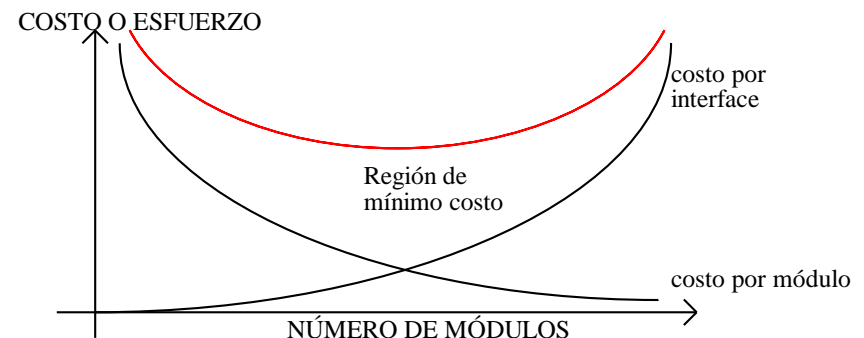 COSTO O ESFUERZO
costo por
interface
Región de
mínimo costo
costo por módulo
NÚMERO DE MÓDULOS